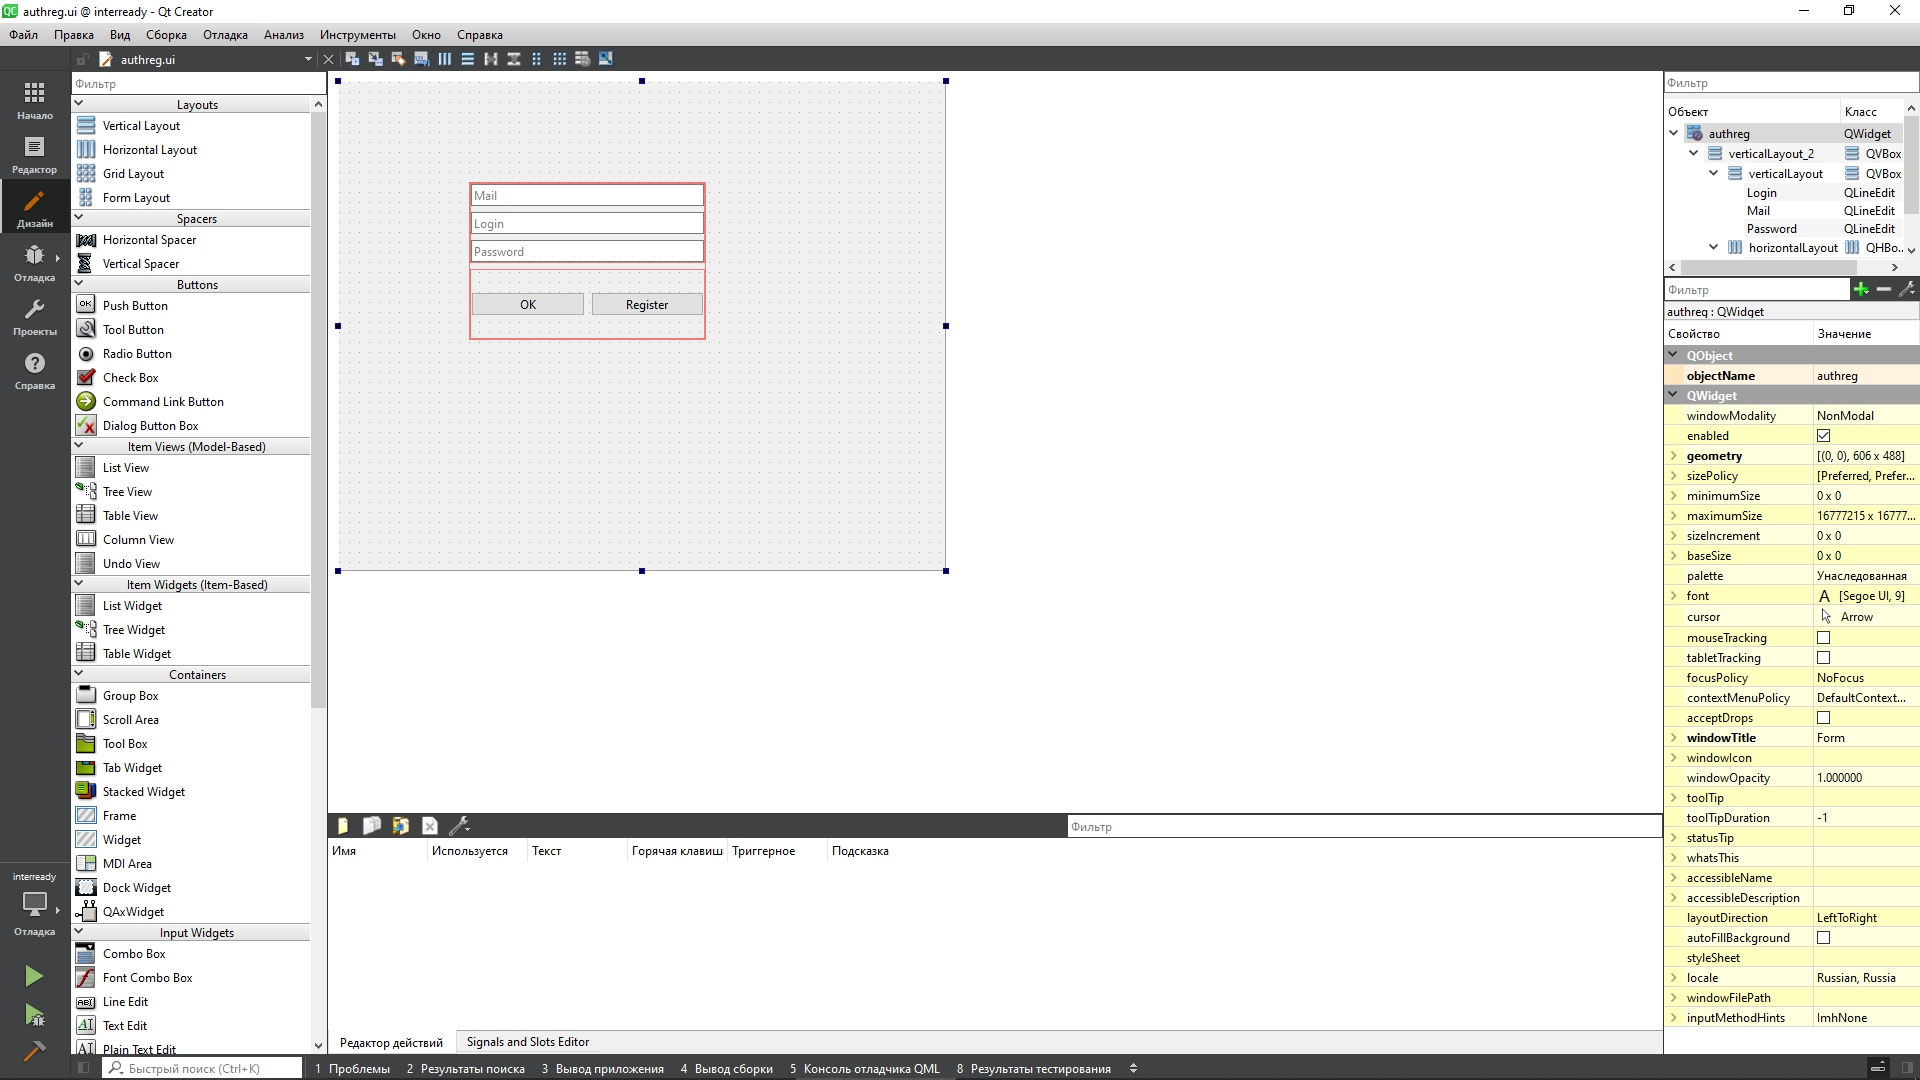 authreg.ui @ interready - Qt Creator
Файл Правка Вид Сборка Отладка Анализ Инструменты Окно Справка
authreg.ui
Начало
Редактор
Дизайн
Отладка
Проекты
Справка
interready
Отладка
Фильтр
Layouts
Vertical Layout
Horizontal Layout
Grid Layout
Form Layout
Spacers
Horizontal Spacer
Vertical Spacer
Buttons
Push Button
Tool Button
Radio Button
Check Box
Command Link Button
Dialog Button Box
Item Views (Model-Based)
List View
Tree View
Table View
Column View
Undo View
Item Widgets (Item-Based)
List Widget
Tree Widget
Table Widget
Containers
Group Box
Scroll Area
Tool Box
Tab Widget
Stacked Widget
Frame
Widget
MDI Area
Dock Widget
QAxWidget
Input Widgets
Combo Box
Font Combo Box
Line Edit
Text Edit
Plain Text Edit
Mail
Login
Password
OK Register
Фильтр
Имя Используется Текст Горячая клавиш Триггерное Подсказка
Редактор действий Signals and Slots Editor
Фильтр
Объект Класс
authreg QWidget
verticalLayout_2 QVBox
verticalLayout QVBox
Login QLineEdit
Mail QLineEdit
Password QLineEdit
horizontalLayout QHBo..
Фильтр
authreg : QWidget
Свойство Значение
QObject
objectName authreg
QWidget
windowModality NonModal
enabled
geometry [(0, 0), 606 x 488]
sizePolicy [Preferred, Prefer...
minimumSize 0 x 0
maximumSize 16777215 x 16777...
sizeIncrement 0 x 0
baseSize 0 x 0
palette Унаследованная
font A [Segoe UI, 9]
cursor Arrow
mouseTracking
tabletTracking
focusPolicy NoFocus
contextMenuPolicy DefaultContext...
acceptDrops
windowTitle Form
windowIcon
windowOpacity 1.000000
toolTip
toolTipDuration -1
statusTip
whatsThis
accessibleName
accessibleDescription
layoutDirection LeftToRight
autoFillBackground
styleSheet
locale Russian, Russia
windowFilePath
inputMethodHints ImhNone
Быстрый поиск (Ctrl+K) 1 Проблемы 2 Результаты поиска 3 Вывод приложения 4 Вывод сборки 5 Консоль отладчика QML 8 Результаты тестирования